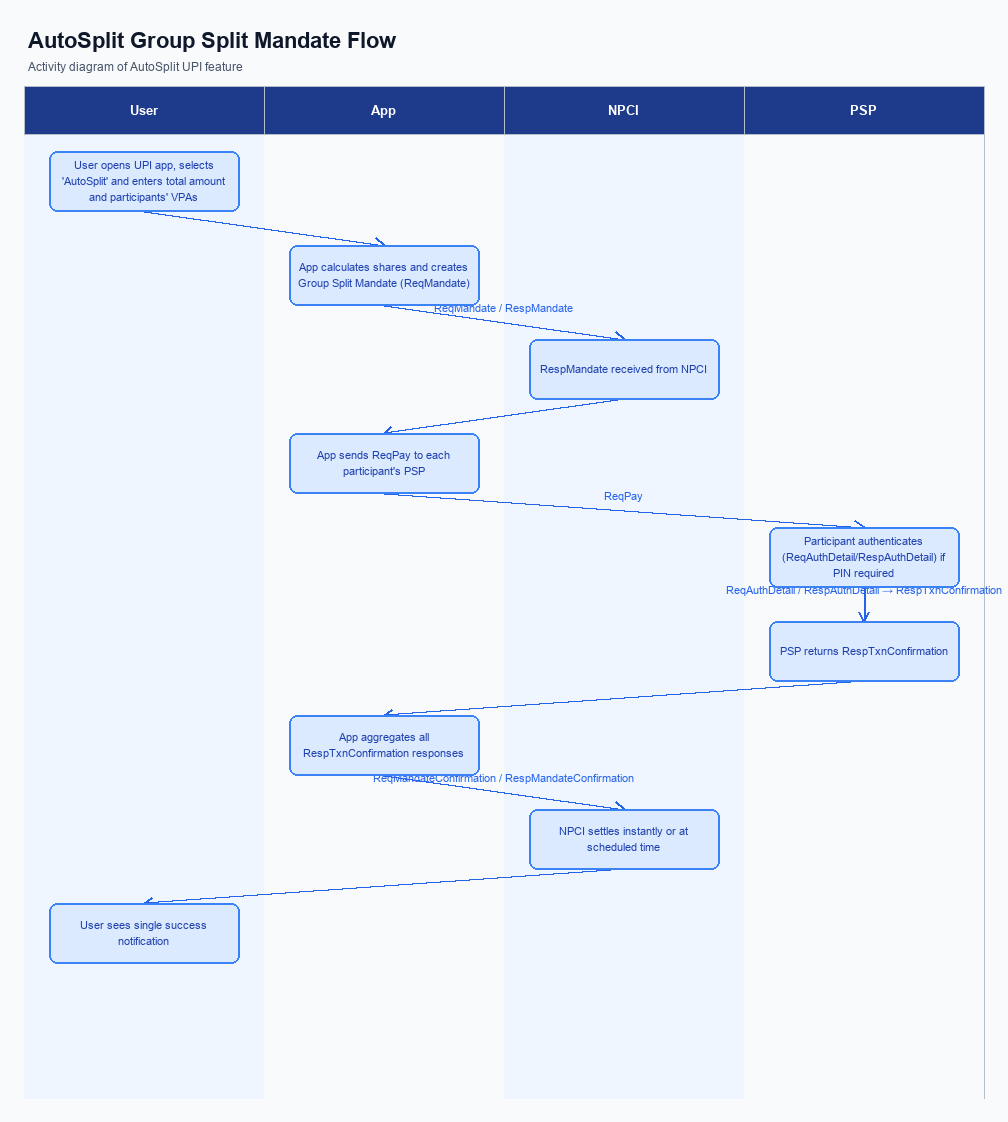 AutoSplit Group Split Mandate Flow
Activity diagram of AutoSplit UPI feature
User
App
NPCI
PSP
User opens UPI app, selects
'AutoSplit' and enters total amount
and participants' VPAs
App calculates shares and creates
Group Split Mandate (ReqMandate)
ReqMandate / RespMandate
RespMandate received from NPCI
App sends ReqPay to each
participant's PSP
ReqPay
Participant authenticates
(ReqAuthDetail/RespAuthDetail) if
PIN required
ReqAuthDetail / RespAuthDetail → RespTxnConfirmation
PSP returns RespTxnConfirmation
App aggregates all
RespTxnConfirmation responses
ReqMandateConfirmation / RespMandateConfirmation
NPCI settles instantly or at
scheduled time
User sees single success
notification